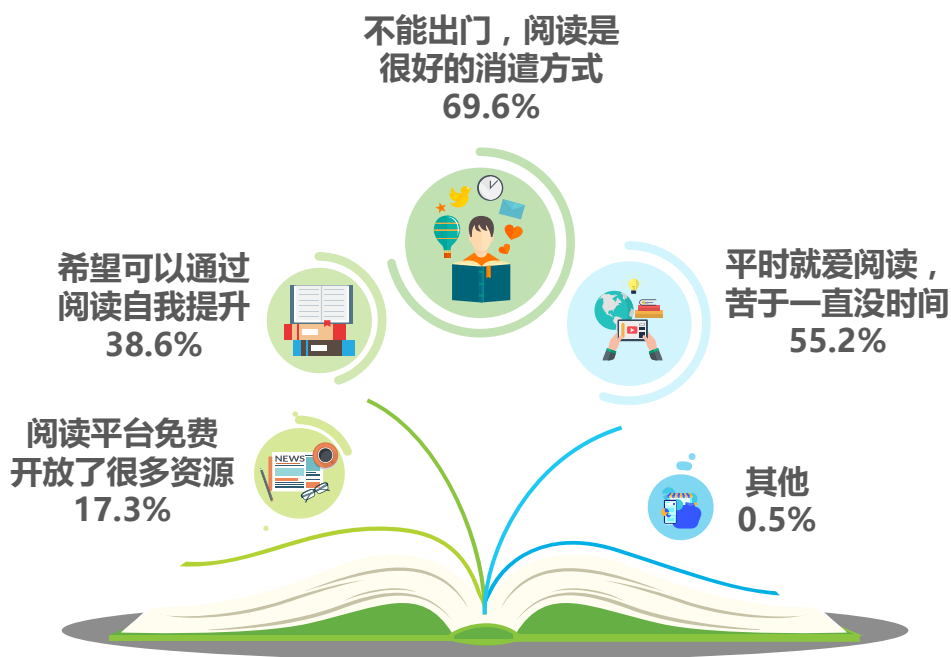 不能出门，阅读是
很好的消遣方式
69.6%
希望可以通过
阅读自我提升
38.6%
平时就爱阅读，
苦于一直没时间
55.2%
阅读平台免费
开放了很多资源
17.3%
NEWS
其他
0.5%